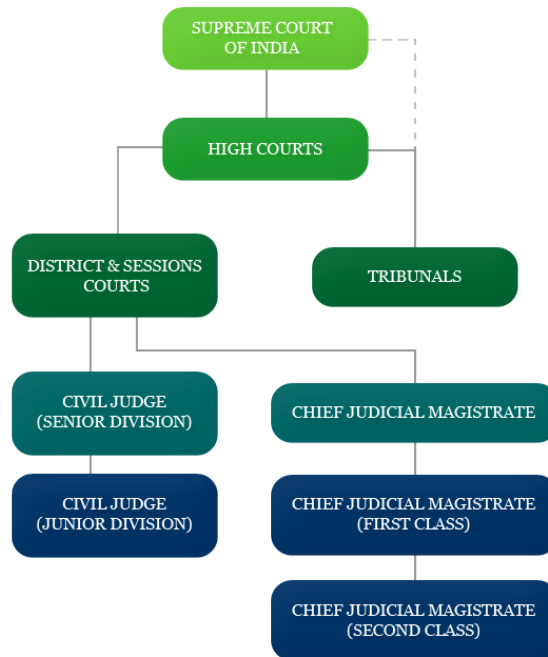 SUPREME COURT
OF INDIA
HIGH COURTS
DISTRICT & SESSIONS
COURTS
TRIBUNALS
CIVIL JUDGE
(SENIOR DIVISION)
CHIEF JUDICIAL MAGISTRATE
CIVIL JUDGE
(JUNIOR DIVISION)
CHIEF JUDICIAL MAGISTRATE
(FIRST CLASS)
CHIEF JUDICIAL MAGISTRATE
(SECOND CLASS)